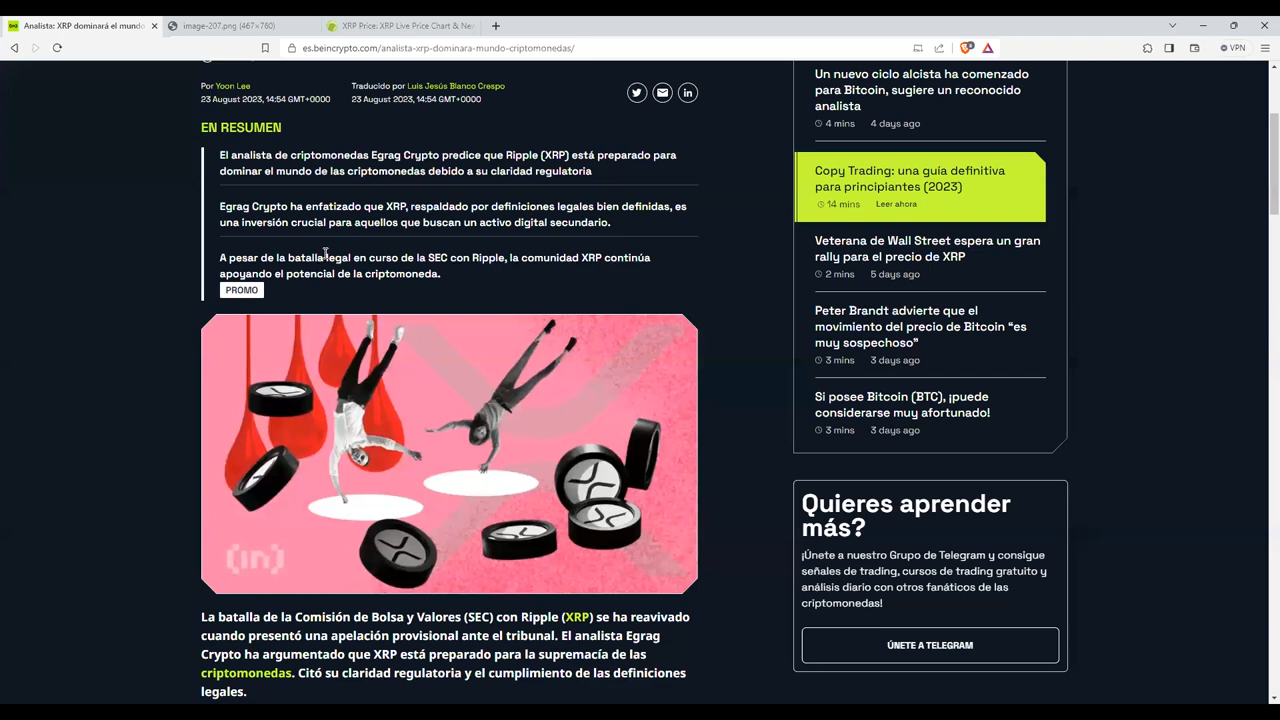 Analista: XRP dominará el mundo
image-207.png (467×760)
XRP Price: XRP Live Price Chart & Ne
es.beincrypto.com/analista-xrp-dominara-mundo-criptomonedas/
VPN
Por Yoon Lee
23 August 2023, 14:54 GMT+0000
Traducido por Luis Jesús Blanco Crespo
23 August 2023, 14:54 GMT+0000
EN RESUMEN
El analista de criptomonedas Egrag Crypto predice que Ripple (XRP) está preparado para
dominar el mundo de las criptomonedas debido a su claridad regulatoria
Egrag Crypto ha enfatizado que XRP, respaldado por definiciones legales bien definidas, es
una inversión crucial para aquellos que buscan un activo digital secundario.
A pesar de la batalla legal en curso de la SEC con Ripple, la comunidad XRP continúa
apoyando el potencial de la criptomoneda.
PROMO
(in)
La batalla de la Comisión de Bolsa y Valores (SEC) con Ripple (XRP) se ha reavivado
cuando presentó una apelación provisional ante el tribunal. El analista Egrag
Crypto ha argumentado que XRP está preparado para la supremacía de las
criptomonedas. Citó su claridad regulatoria y el cumplimiento de las definiciones
legales.
Un nuevo ciclo alcista ha comenzado
para Bitcoin, sugiere un reconocido
analista
4 mins 4 days ago
Copy Trading: una guía definitiva
para principiantes (2023)
14 mins Leer ahora
Veterana de Wall Street espera un gran
rally para el precio de XRP
2 mins 5 days ago
Peter Brandt advierte que el
movimiento del precio de Bitcoin “es
muy sospechoso”
3 mins 3 days ago
Si posee Bitcoin (BTC), ¡puede
considerarse muy afortunado!
3 mins 3 days ago
Quieres aprender
más?
¡Únete a nuestro Grupo de Telegram y consigue
señales de trading, cursos de trading gratuito y
análisis diario con otros fanáticos de las
criptomonedas!
ÚNETE A TELEGRAM